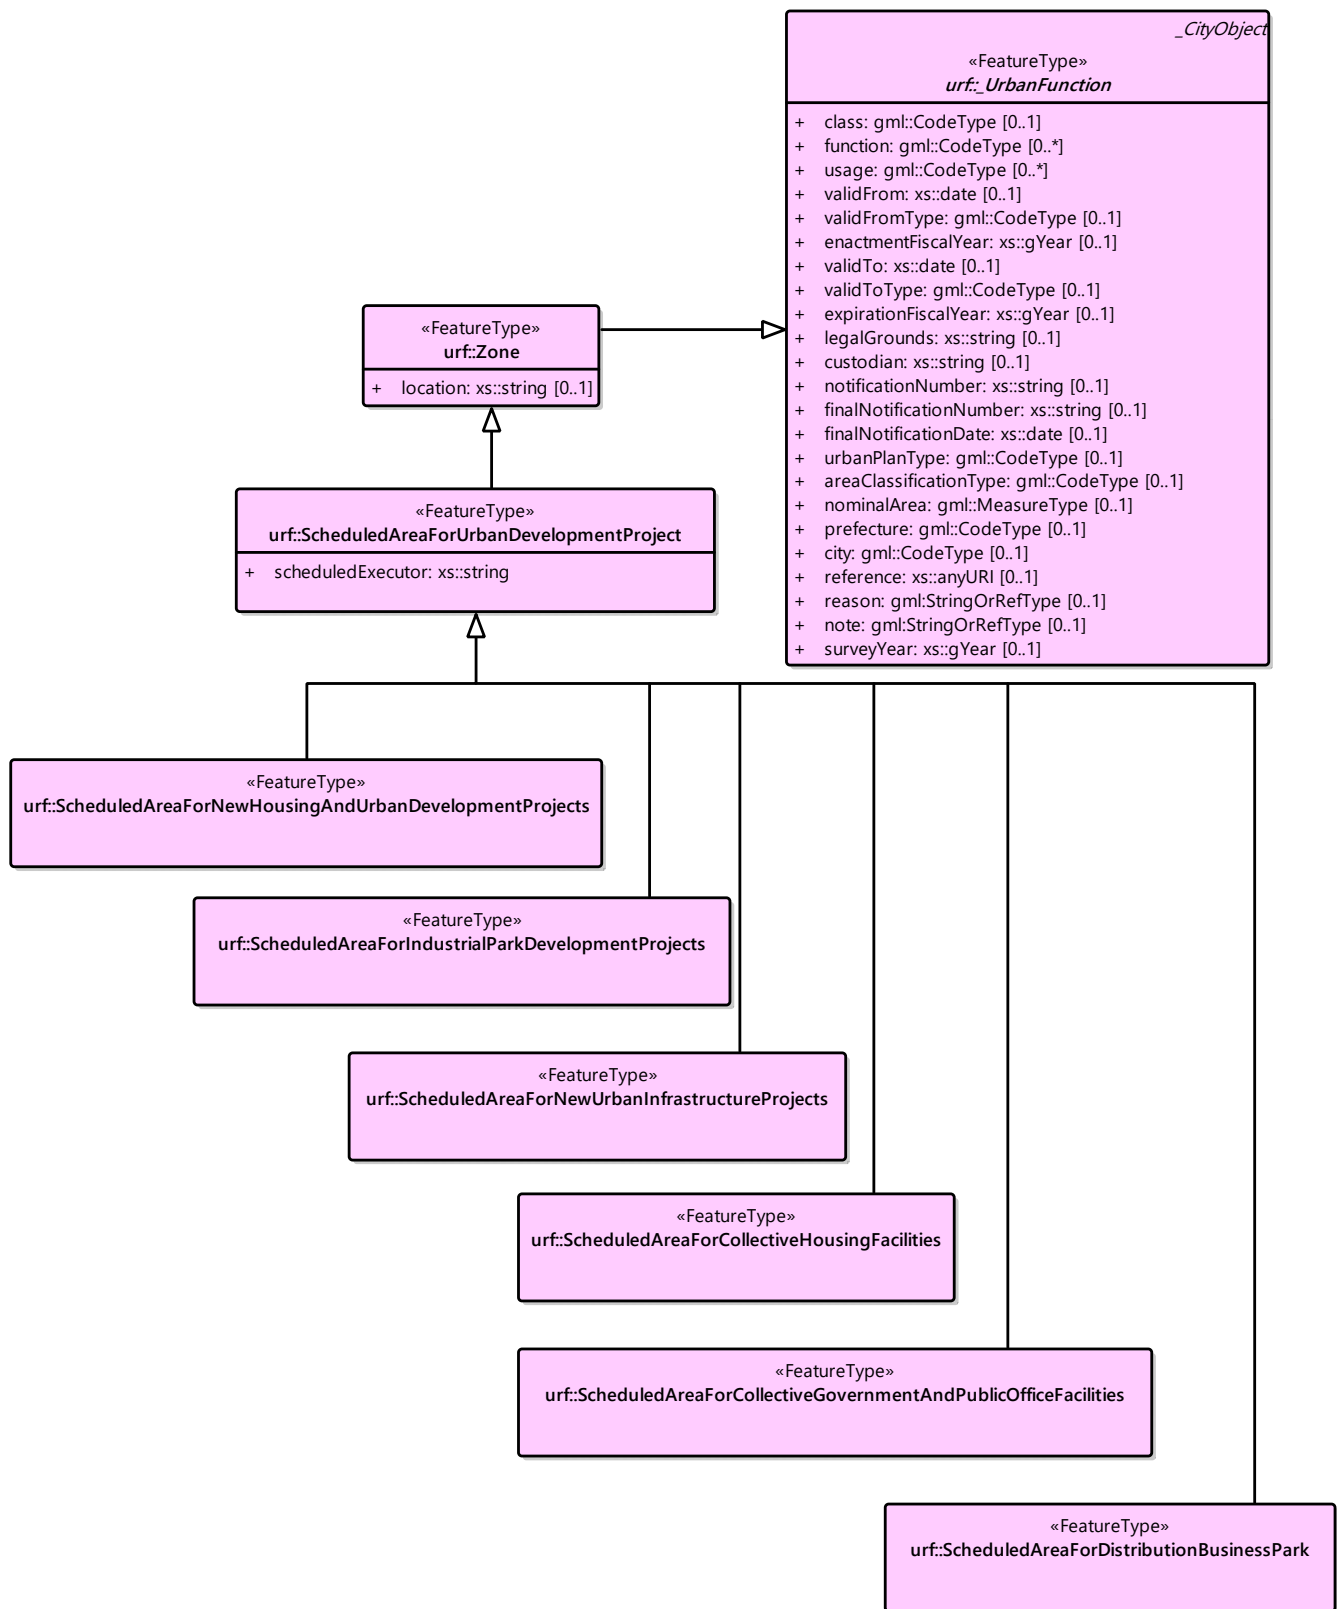 _CityObject
«FeatureType»
urf::_UrbanFunction
+ class: gml::CodeType [0..1]
+ function: gml::CodeType [0..*]
+ usage: gml::CodeType [0..*]
+ validFrom: xs::date [0..1]
+ validFromType: gml::CodeType [0..1]
+ enactmentFiscalYear: xs::gYear [0..1]
+ validTo: xs::date [0..1]
+ validToType: gml::CodeType [0..1]
+ expirationFiscalYear: xs::gYear [0..1]
+ legalGrounds: xs::string [0..1]
+ custodian: xs::string [0..1]
+ notificationNumber: xs::string [0..1]
+ finalNotificationNumber: xs::string [0..1]
+ finalNotificationDate: xs::date [0..1]
+ urbanPlanType: gml::CodeType [0..1]
+ areaClassificationType: gml::CodeType [0..1]
+ nominalArea: gml::MeasureType [0..1]
+ prefecture: gml::CodeType [0..1]
+ city: gml::CodeType [0..1]
+ reference: xs::anyURI [0..1]
+ reason: gml:StringOrRefType [0..1]
+ note: gml:StringOrRefType [0..1]
+ surveyYear: xs::gYear [0..1]
«FeatureType»
urf::Zone
+ location: xs::string [0..1]
«FeatureType»
urf::ScheduledAreaForUrbanDevelopmentProject
+ scheduledExecutor: xs::string
«FeatureType»
urf::ScheduledAreaForNewHousingAndUrbanDevelopmentProjects
«FeatureType»
urf::ScheduledAreaForIndustrialParkDevelopmentProjects
«FeatureType»
urf::ScheduledAreaForNewUrbanInfrastructureProjects
«FeatureType»
urf::ScheduledAreaForCollectiveHousingFacilities
«FeatureType»
urf::ScheduledAreaForCollectiveGovernmentAndPublicOfficeFacilities
«FeatureType»
urf::ScheduledAreaForDistributionBusinessPark